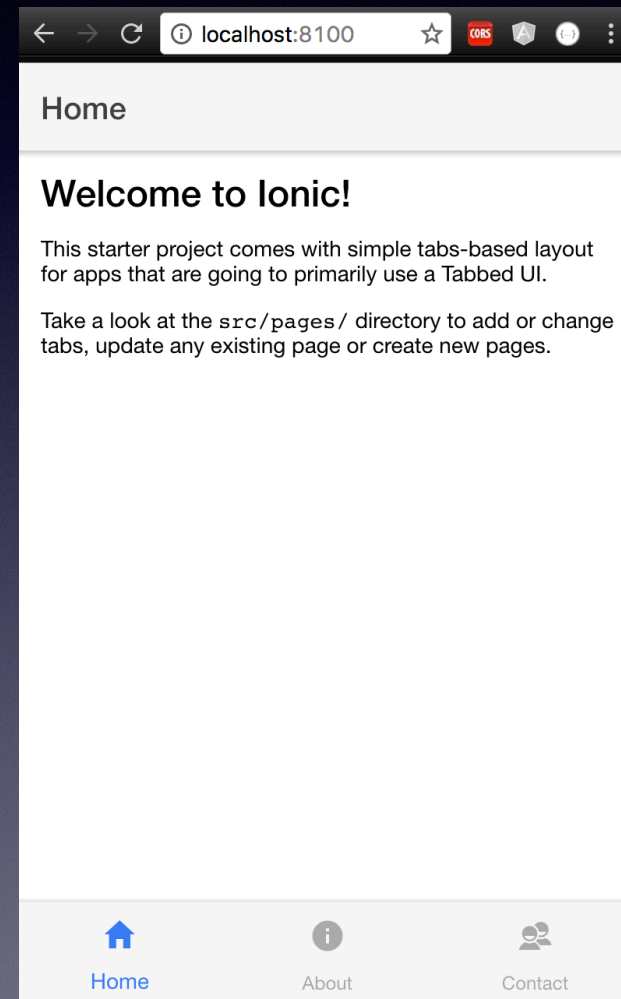 localhost:8100
CORS
Home
Welcome to Ionic!
This starter project comes with simple tabs-based layout
for apps that are going to primarily use a Tabbed UI.
Take a look at the src/pages/ directory to add or change
tabs, update any existing page or create new pages.
Home
About
Contact